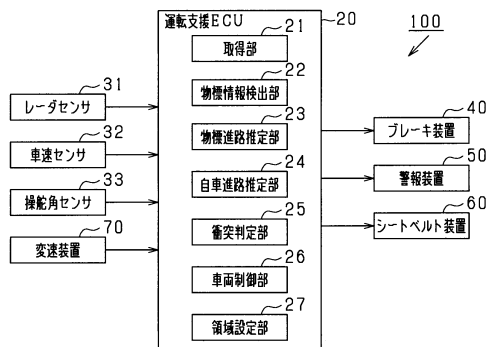 運転支援ECU
20
100
21
取得部
22
物標情報検出部
23
物標進路推定部
24
自車進路推定部
25
衝突判定部
26
車両制御部
27
領域設定部
31
レーダセンサ
32
車速センサ
33
操舵角センサ
70
変速装置
40
ブレーキ装置
50
警報装置
60
シートベルト装置